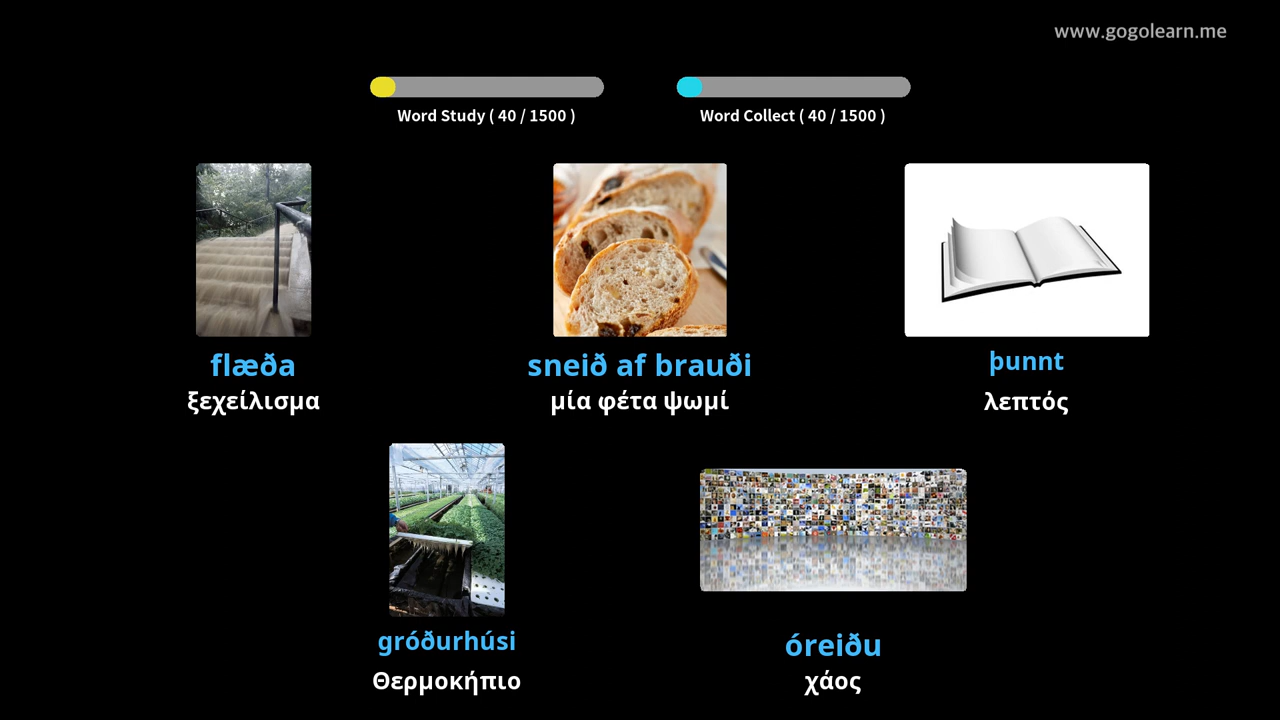 www.gogolearn.me
Word Study ( 40 / 1500 )
Word Collect ( 40 / 1500 )
flæða
ξεχείλισμα
sneið af brauði
μία φέτα ψωμί
þunnt
λεπτός
gróðurhúsi
Θερμοκήπιο
óreiðu
χάος